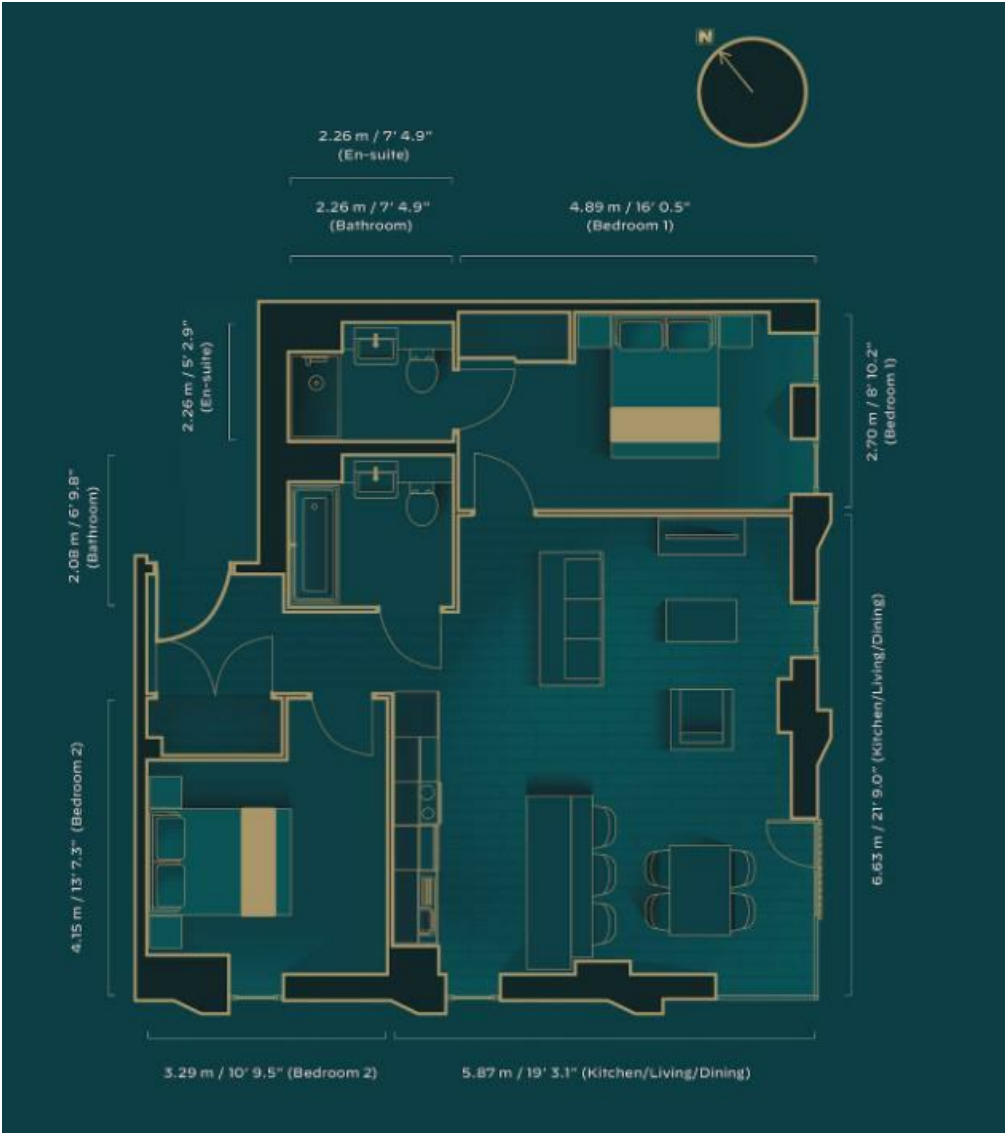 N
2.26 m / 7' 4.9"
(En-suite)
2.26 m / 7' 4.9"
(Bathroom)
4.89 m / 16' 0.5"
(Bedroom 1)
2.26 m / 5' 2.9"
(En-suite)
2.70 m / 8' 10.2"
(Bedroom 1)
2.08 m / 6' 9.8"
(Bathroom)
6.63 m / 21' 9.0" (Kitchen/Living/Dining)
4.15 m / 13' 7.3" (Bedroom 2)
3.29 m / 10' 9.5" (Bedroom 2)
5.87 m / 19' 3.1" (Kitchen/Living/Dining)